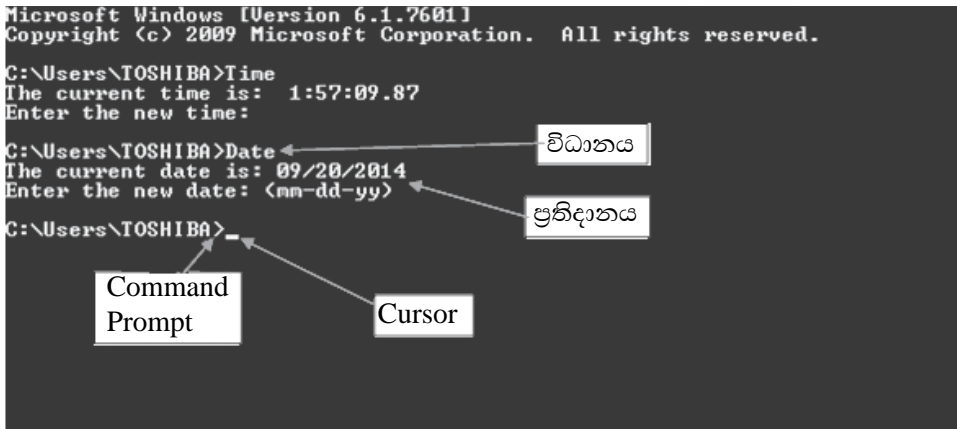 Microsoft Windows [Version 6.1.7601]
Copyright (c) 2009 Microsoft Corporation.  All rights reserved.
C:\Users\TOSHIBA>Time
The current time is:  1:57:09.87
Enter the new time:
C:\Users\TOSHIBA>Date
විධානය
The current date is: 09/20/2014
Enter the new date: (mm-dd-yy)
ප්‍රතිදානය
C:\Users\TOSHIBA>_
Command
Prompt
Cursor